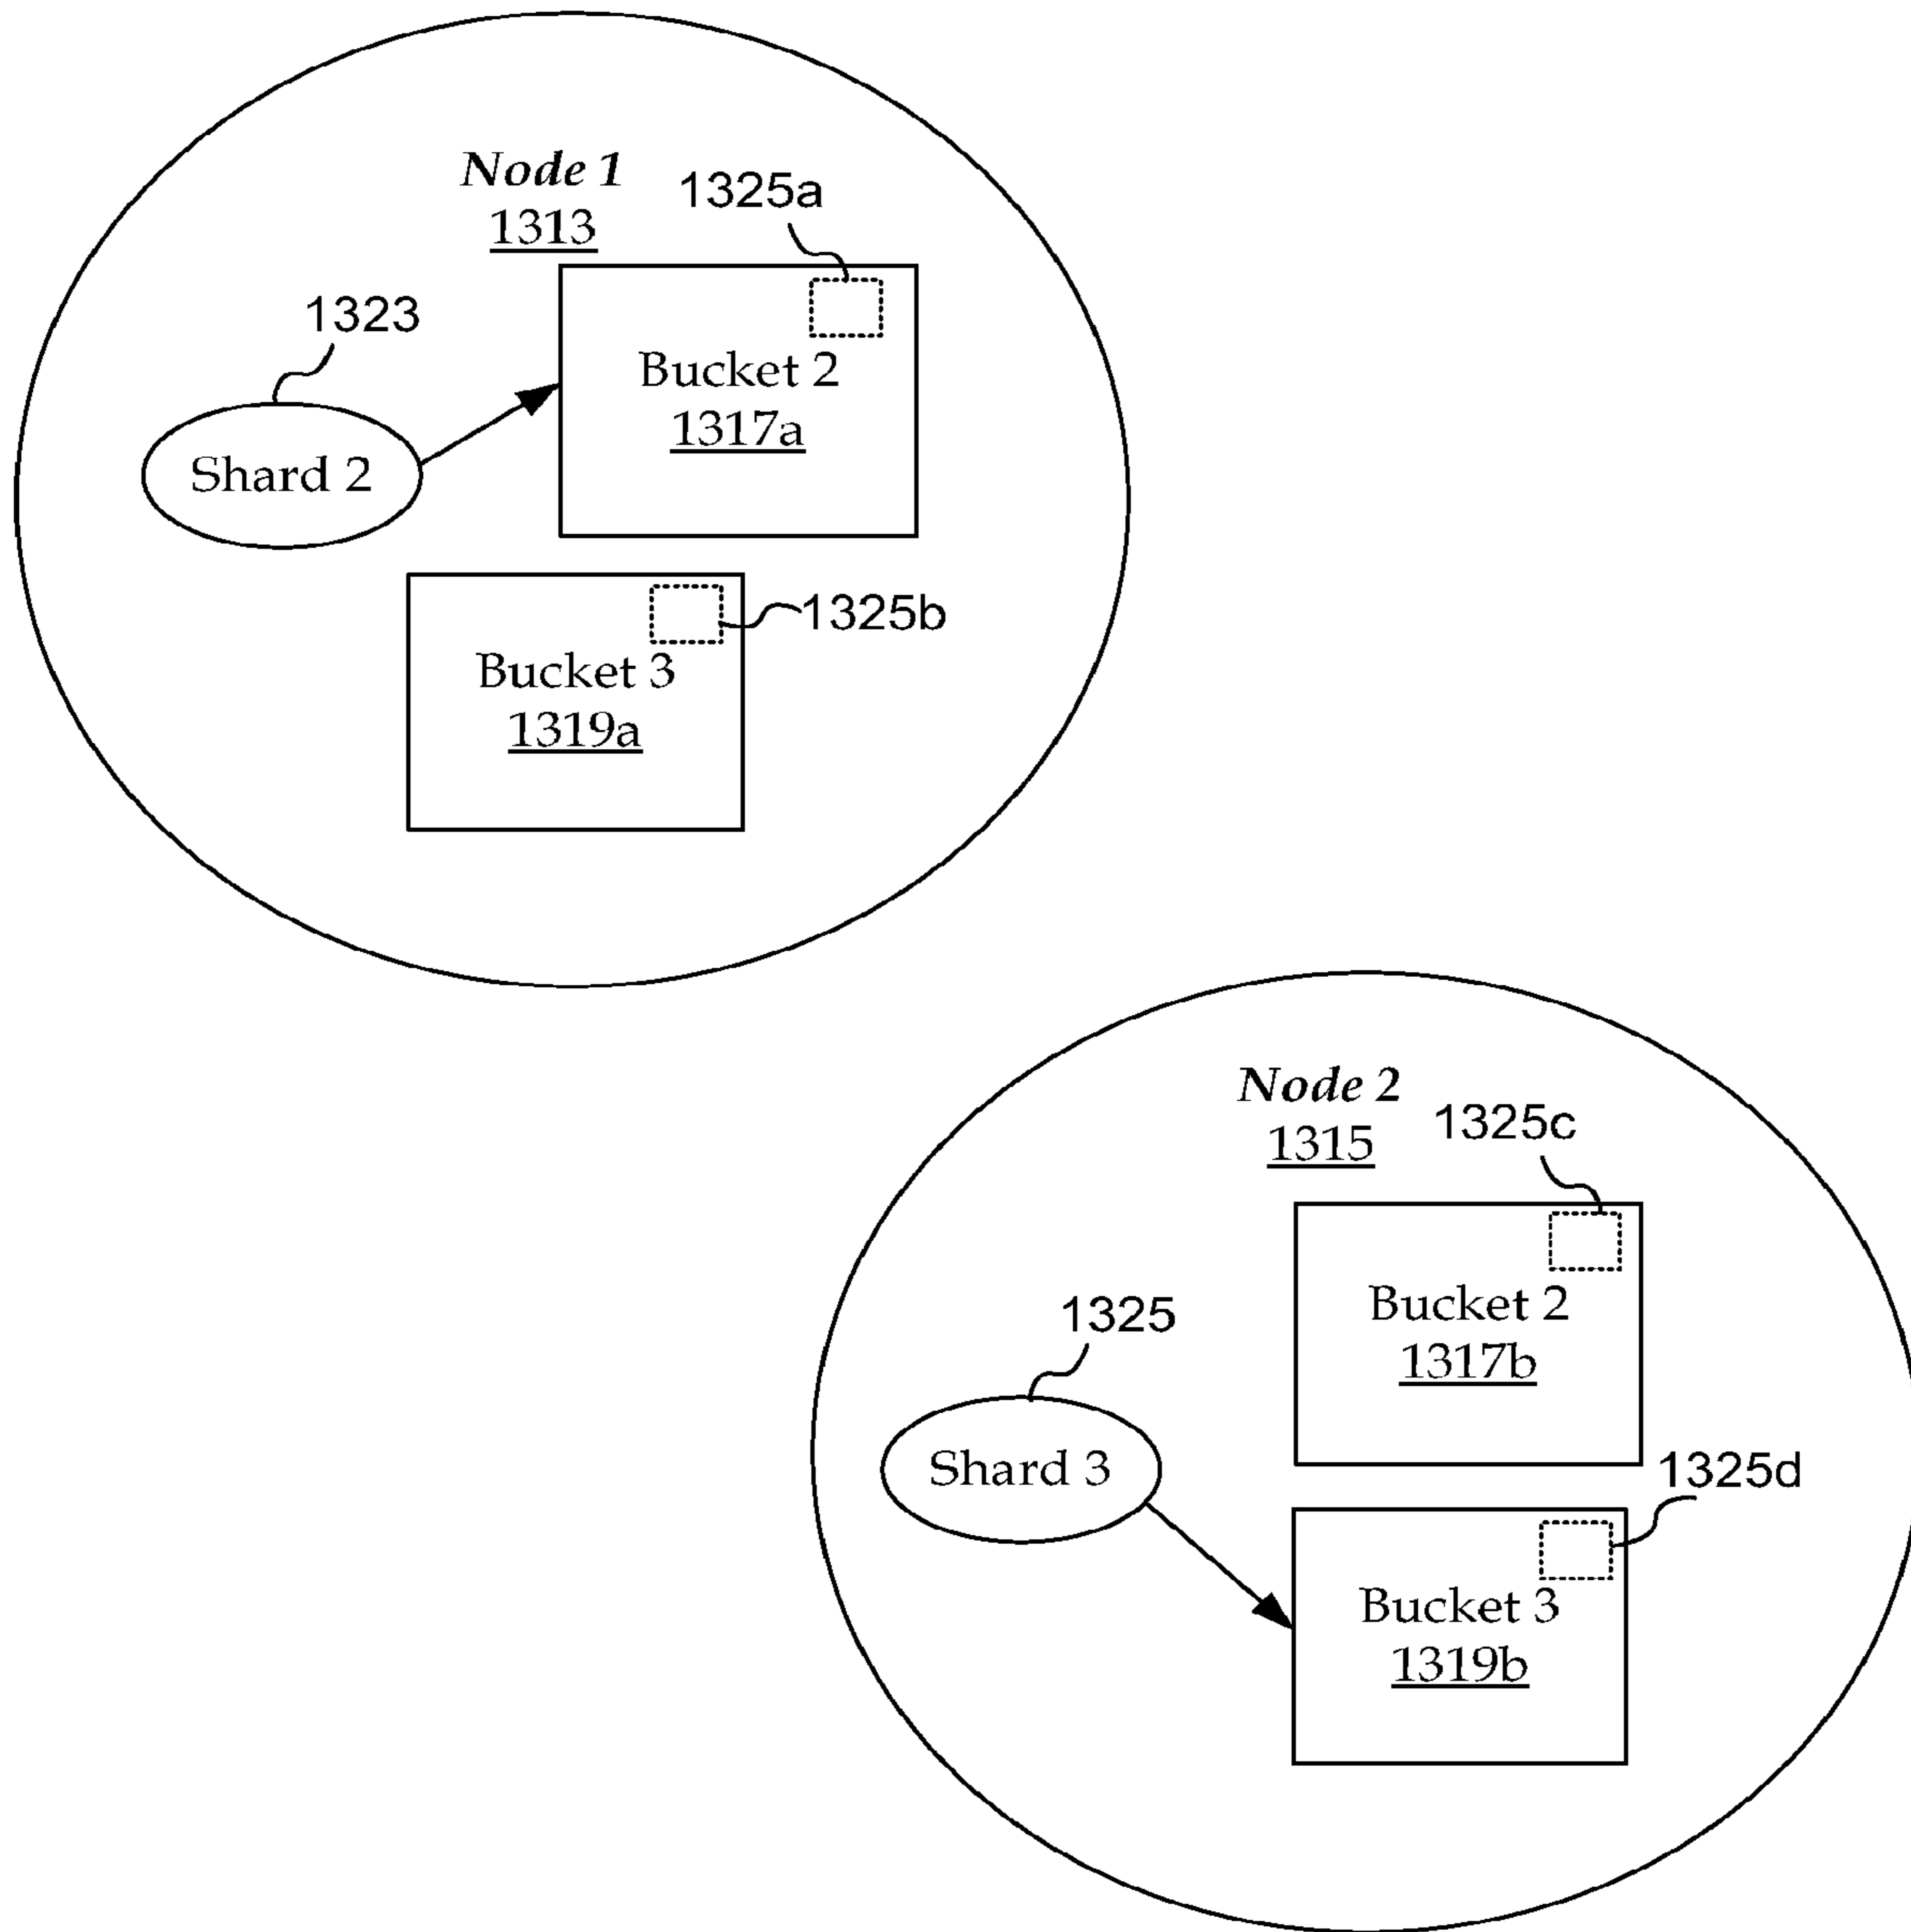 Node 1
1313
1325a
1323
Bucket 2
1317a
Shard 2
1325b
Bucket 3
1319a
Node 2
1315
1325c
1325
Bucket 2
1317b
Shard 3
1325d
Bucket 3
1319b